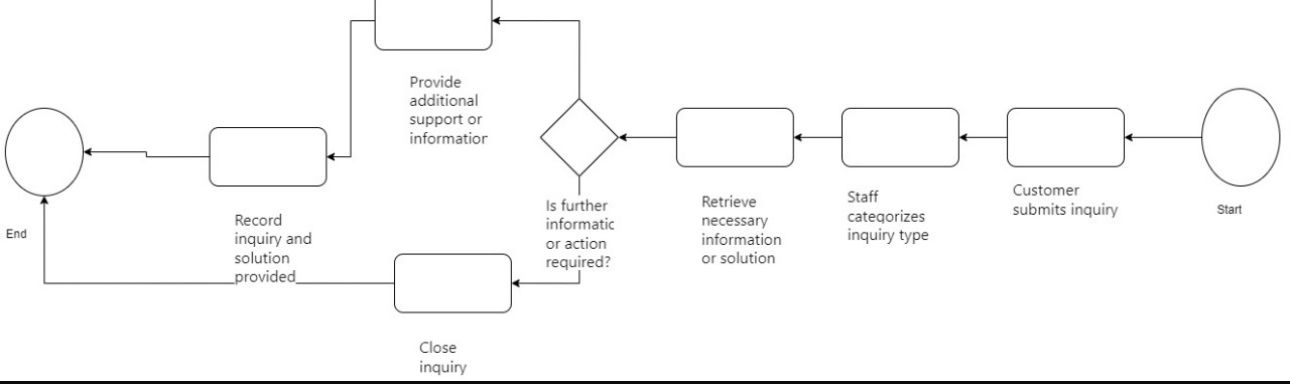 Provide
additional
support or
informatior
Is further
informatic
or action
required?
Retrieve
necessary
information
or solution
Staff
categorizes
inquiry type
Customer
submits inquiry
Start
End
Record
inquiry and
solution
provided
Close
inquiry